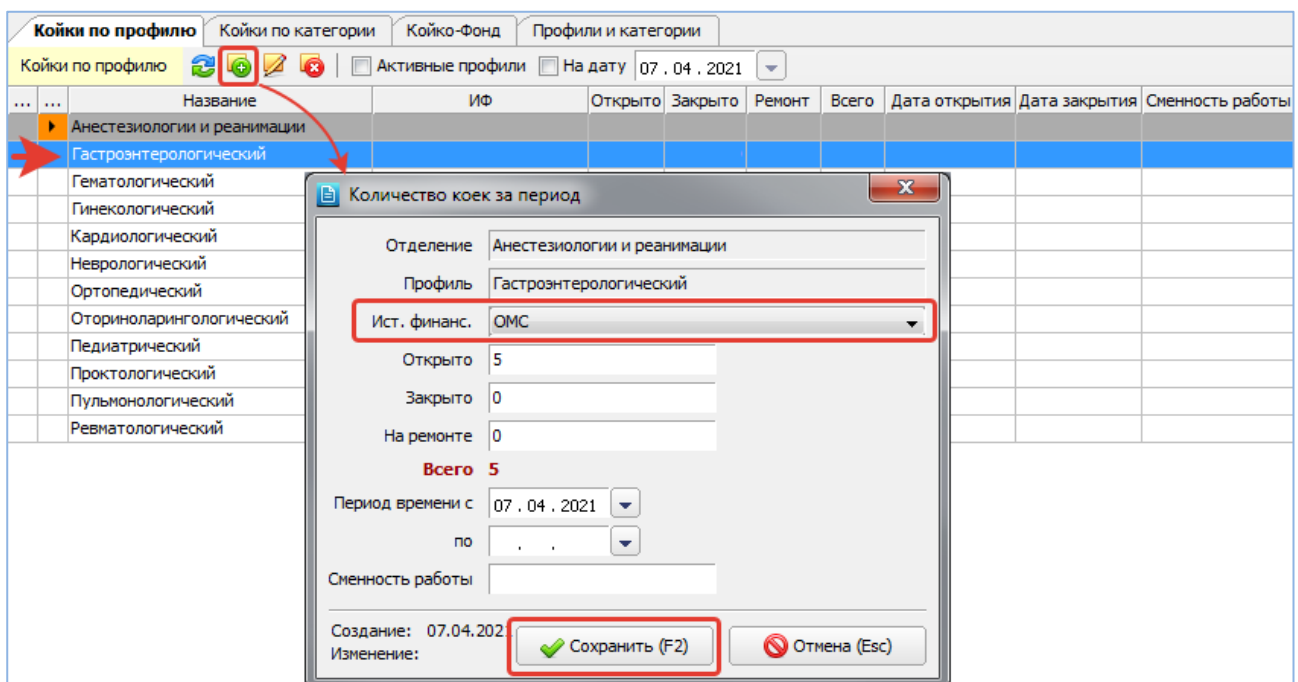 Койки по профилю Койки по категории Койко-Фонд Профили и категории
Койки по профилю Активные профили На дату 07 . 04 . 2021
... ... Название ИФ Открыто Закрыто Ремонт Всего Дата открытия Дата закрытия Сменность работы
Анестезиологии и реанимации
Гастроэнтерологический
Гематологический
Гинекологический
Кардиологический
Неврологический
Ортопедический
Оториноларингологический
Педиатрический
Проктологический
Пульмонологический
Ревматологический
Количество коек за период
Отделение Анестезиологии и реанимации
Профиль Гастроэнтерологический
Ист. финанс. ОМС
Открыто 5
Закрыто 0
На ремонте 0
Всего 5
Период времени с 07 . 04 . 2021
по . .
Сменность работы
Создание: 07.04.2021
Изменение:
Сохранить (F2) Отмена (Esc)